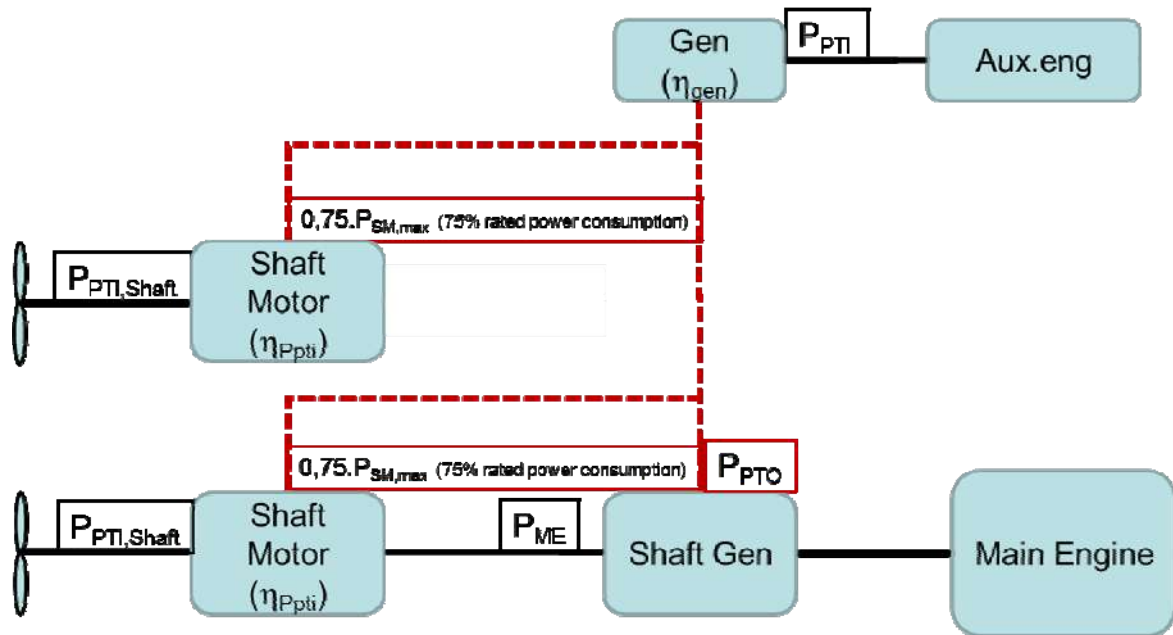 Gen
(ηgen)
PPTI
Aux.eng
0,75.PSM,max (75% rated power consumption)
PPTI,Shaft
Shaft
Motor
(ηPpti)
0,75.PSM,max (75% rated power consumption)
PPTO
PPTI,Shaft
Shaft
Motor
(ηPpti)
PME
Shaft Gen
Main Engine